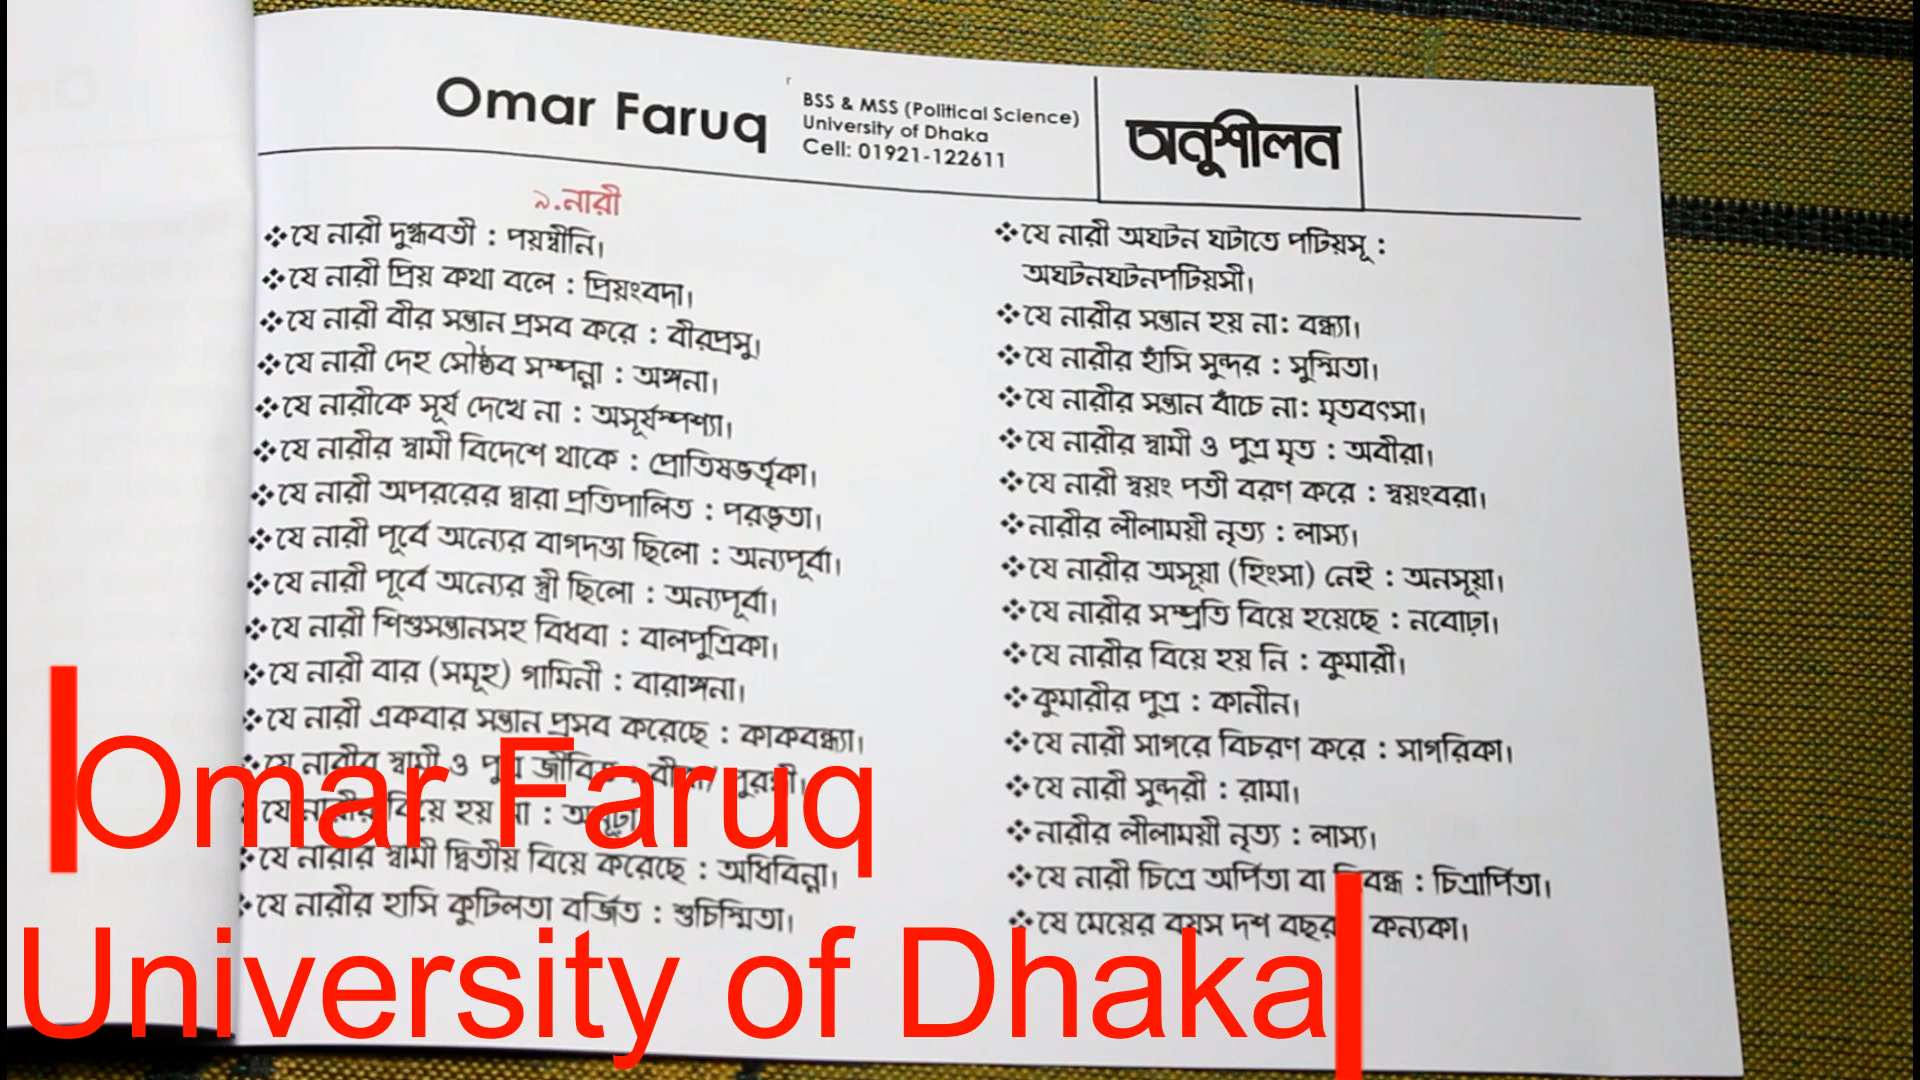 Omar Faruq
BSS & MSS (Political Science)
University of Dhaka
Cell: 01921-122611
অনুশীলন
৯.নারী
❖যে নারী দুগ্ধবতী : পয়স্বীনি।
❖যে নারী প্রিয় কথা বলে : প্রিয়ংবদা।
❖যে নারী বীর সন্তান প্রসব করে : বীরপ্রসু।
❖যে নারী দেহ সৌষ্ঠব সম্পন্না : অঙ্গনা।
❖যে নারীকে সূর্য দেখে না : অসূর্যস্পশ্যা।
❖যে নারীর স্বামী বিদেশে থাকে : প্রোতিষভর্তৃকা।
❖যে নারী অপররের দ্বারা প্রতিপালিত : পরভৃতা।
❖যে নারী পূর্বে অন্যের বাগদত্তা ছিলো : অন্যপূর্বা।
❖যে নারী পূর্বে অন্যের স্ত্রী ছিলো : অন্যপূর্বা।
❖যে নারী শিশুসন্তানসহ বিধবা : বালপুত্রিকা।
❖যে নারী বার (সমূহ) গামিনী : বারাঙ্গনা।
❖যে নারী একবার সন্তান প্রসব করেছে : কাকবন্ধ্যা।
❖যে নারীর স্বামী ও
যে নারীর বিয়ে হয় না :
❖যে নারীর স্বামী দ্বিতীয় বিয়ে করেছে : অধিবিন্না।
❖যে নারীর হাসি কুটিলতা বর্জিত : শুচিস্মিতা।
❖যে নারী অঘটন ঘটাতে পটিয়সূ :
অঘটনঘটনপটিয়সী।
❖যে নারীর সন্তান হয় না: বন্ধ্যা।
❖যে নারীর হাঁসি সুন্দর : সুস্মিতা।
❖যে নারীর সন্তান বাঁচে না: মৃতবৎসা।
❖যে নারীর স্বামী ও পুত্র মৃত : অবীরা।
❖যে নারী স্বয়ং পতী বরণ করে : স্বয়ংবরা।
❖নারীর লীলাময়ী নৃত্য : লাস্য।
❖যে নারীর অসূয়া (হিংসা) নেই : অনসূয়া।
❖যে নারীর সম্প্রতি বিয়ে হয়েছে : নবোঢ়া।
❖যে নারীর বিয়ে হয় নি : কুমারী।
❖কুমারীর পুত্র : কানীন।
❖যে নারী সাগরে বিচরণ করে : সাগরিকা।
❖যে নারী সুন্দরী : রামা।
❖নারীর লীলাময়ী নৃত্য : লাস্য।
❖যে নারী চিত্রে অর্পিতা বা নিবন্ধ : চিত্রার্পিতা।
❖যে মেয়ের বয়স দশ বছর কন্যকা।
Omar Faruq
University of Dhaka